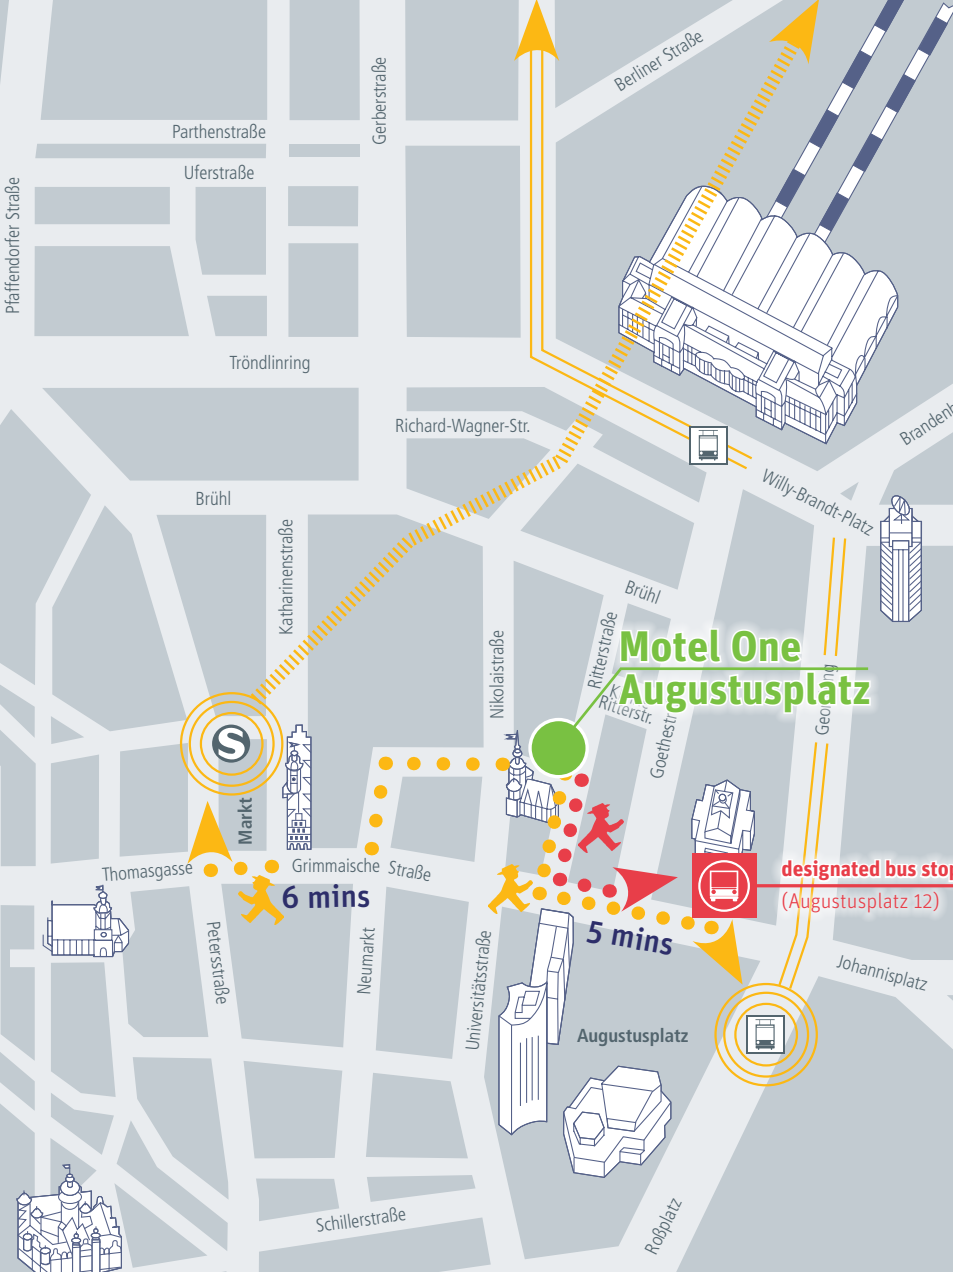 Berliner Straße
Gerberstraße
Parthenstraße
Uferstraße
Pfaffendorfer Straße
Tröndlinring
Richard-Wagner-Str.
Willy-Brandt-Platz
Brühl
Katharinenstraße
Brühl
Ritterstraße
Nikolaistraße
Motel One
Augustusplatz
Ritterstr.
S
Markt
Thomasgasse
Grimmaische Straße
6 mins
5 mins
designated bus stop
(Augustusplatz 12)
Petersstraße
Neumarkt
Universitätsstraße
Johannisplatz
Augustusplatz
Schillerstraße
Roßplatz